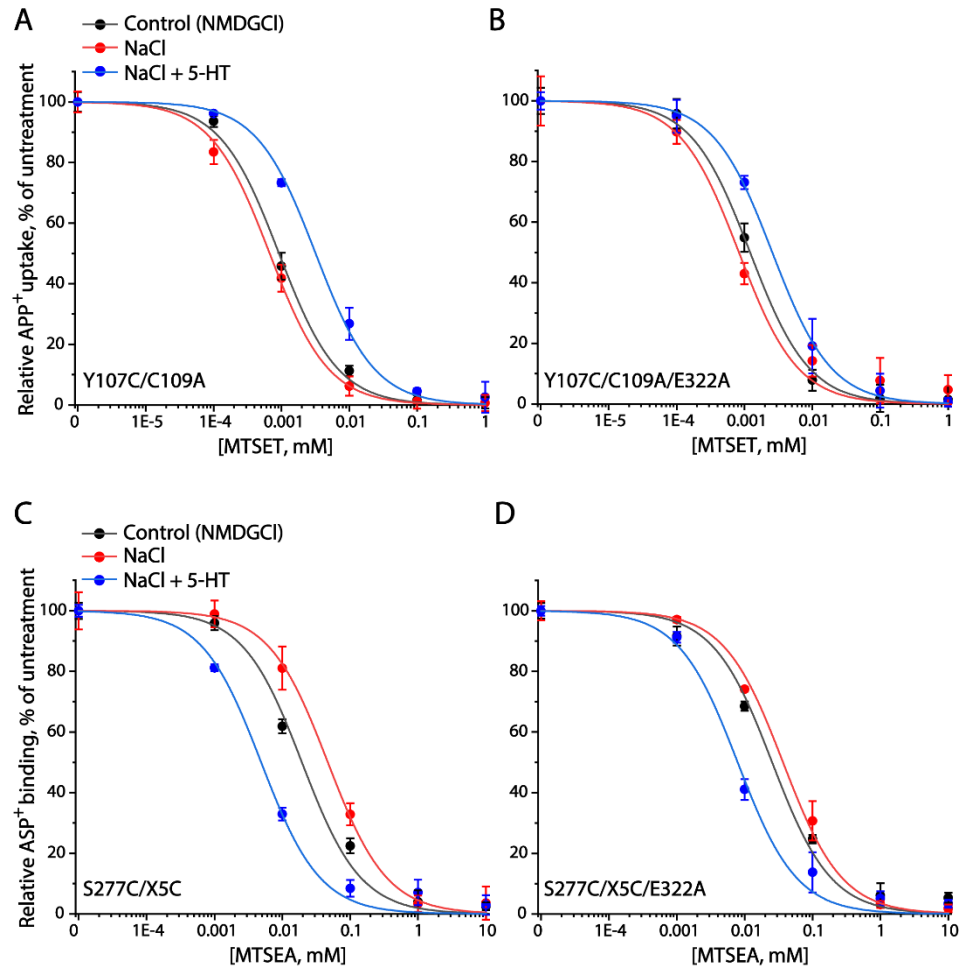 A
Control (NMDGCl)
NaCl
NaCl + 5-HT
B
Relative APP+ uptake, % of untreatment
100
80
60
40
20
0
Y107C/C109A
0 1E-5 1E-4 0.001 0.01 0.1 1
[MTSET, mM]
100
80
60
40
20
0
Y107C/C109A/E322A
0 1E-5 1E-4 0.001 0.01 0.1 1
[MTSET, mM]
C
Control (NMDGCl)
NaCl
NaCl + 5-HT
D
Relative ASP+ binding, % of untreatment
100
80
60
40
20
0
S277C/X5C
0 1E-4 0.001 0.01 0.1 1 10
[MTSEA, mM]
100
80
60
40
20
0
S277C/X5C/E322A
0 1E-4 0.001 0.01 0.1 1 10
[MTSEA, mM]